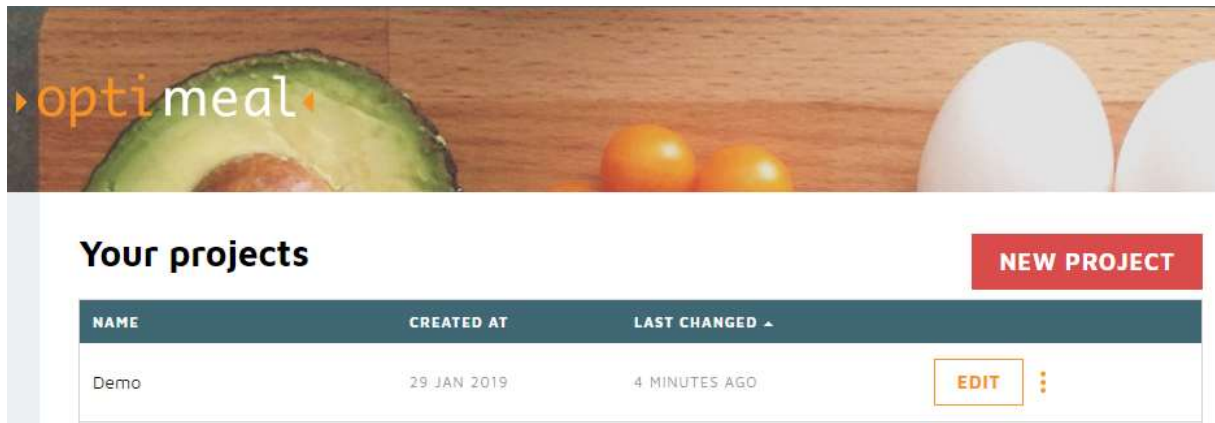 optimeal
Your projects
NEW PROJECT
NAME CREATED AT LAST CHANGED
Demo 29 JAN 2019 4 MINUTES AGO EDIT